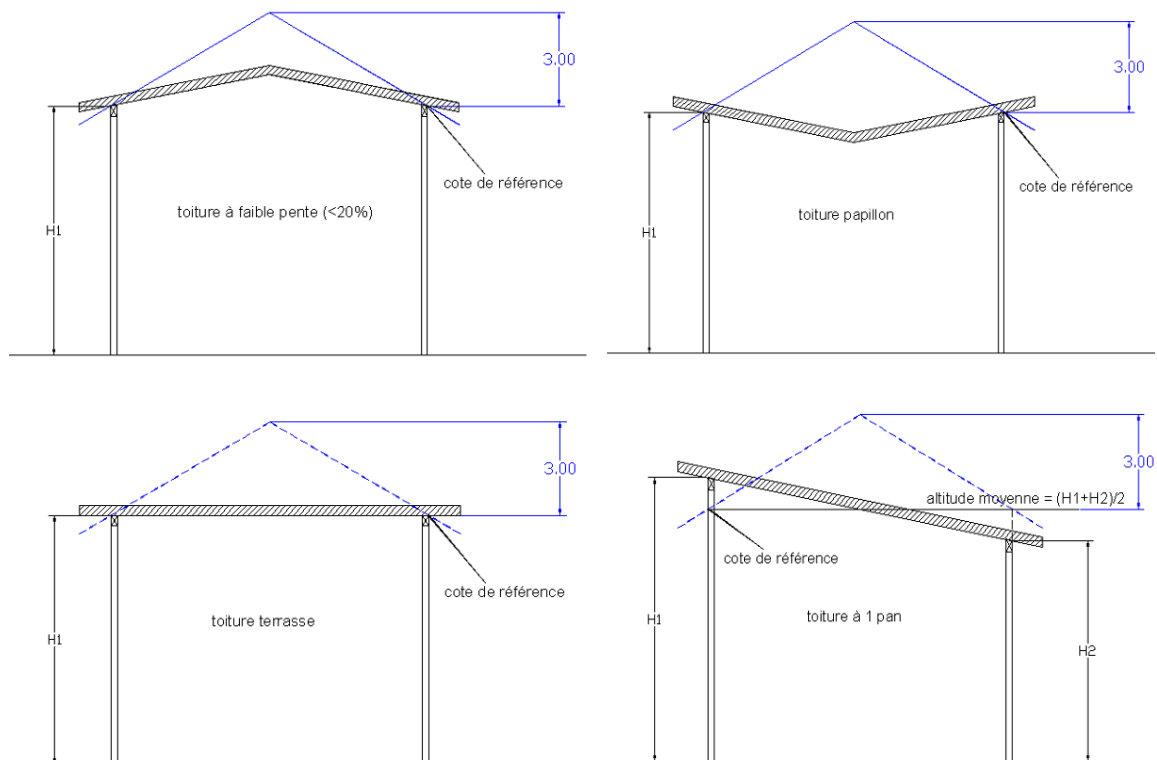 3.00
cote de référence
toiture à faible pente (<20%)
H1
3.00
cote de référence
toiture papillon
H1
3.00
cote de référence
toiture terrasse
H1
3.00
altitude moyenne = (H1+H2)/2
cote de référence
toiture à 1 pan
H1
H2